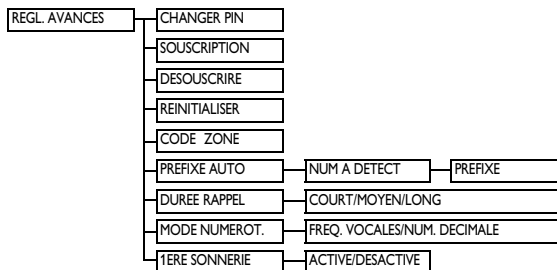 REGL. AVANCES
CHANGER PIN
SOUSCRIPTION
DESOUSCRIRE
REINITIALISER
CODE ZONE
PREFIXE AUTO NUM A DETECT PREFIXE
DUREE RAPPEL COURT/MOYEN/LONG
MODE NUMEROT. FREQ. VOCALES/NUM. DECIMALE
1ERE SONNERIE ACTIVE/DESACTIVE